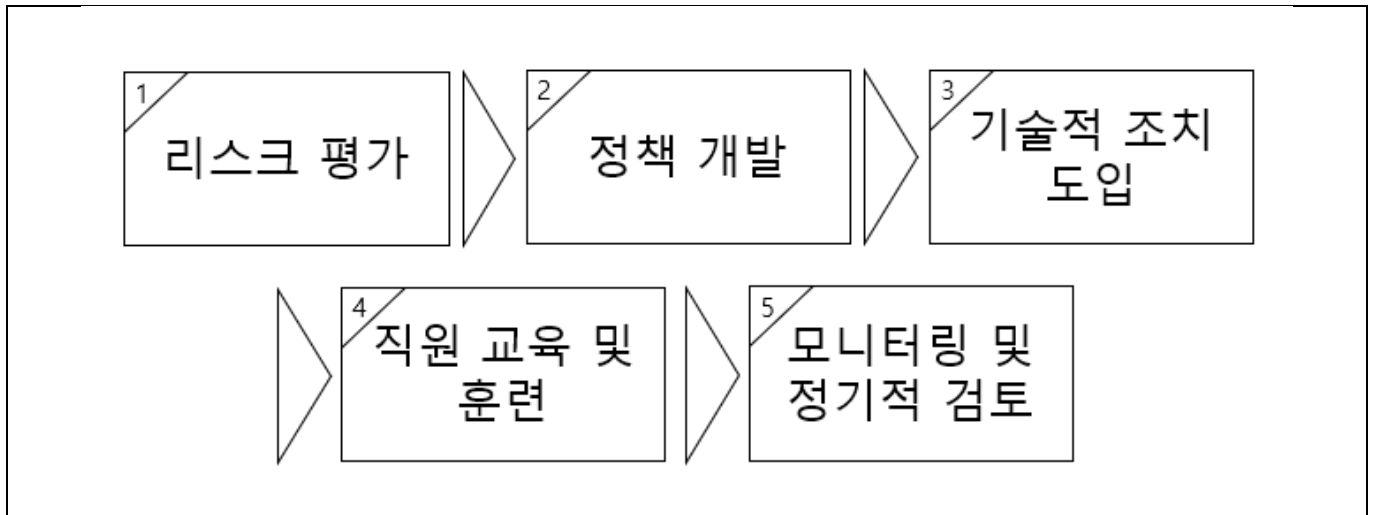 1
리스크 평가
2
정책 개발
3
기술적 조치
도입
4
직원 교육 및
훈련
5
모니터링 및
정기적 검토